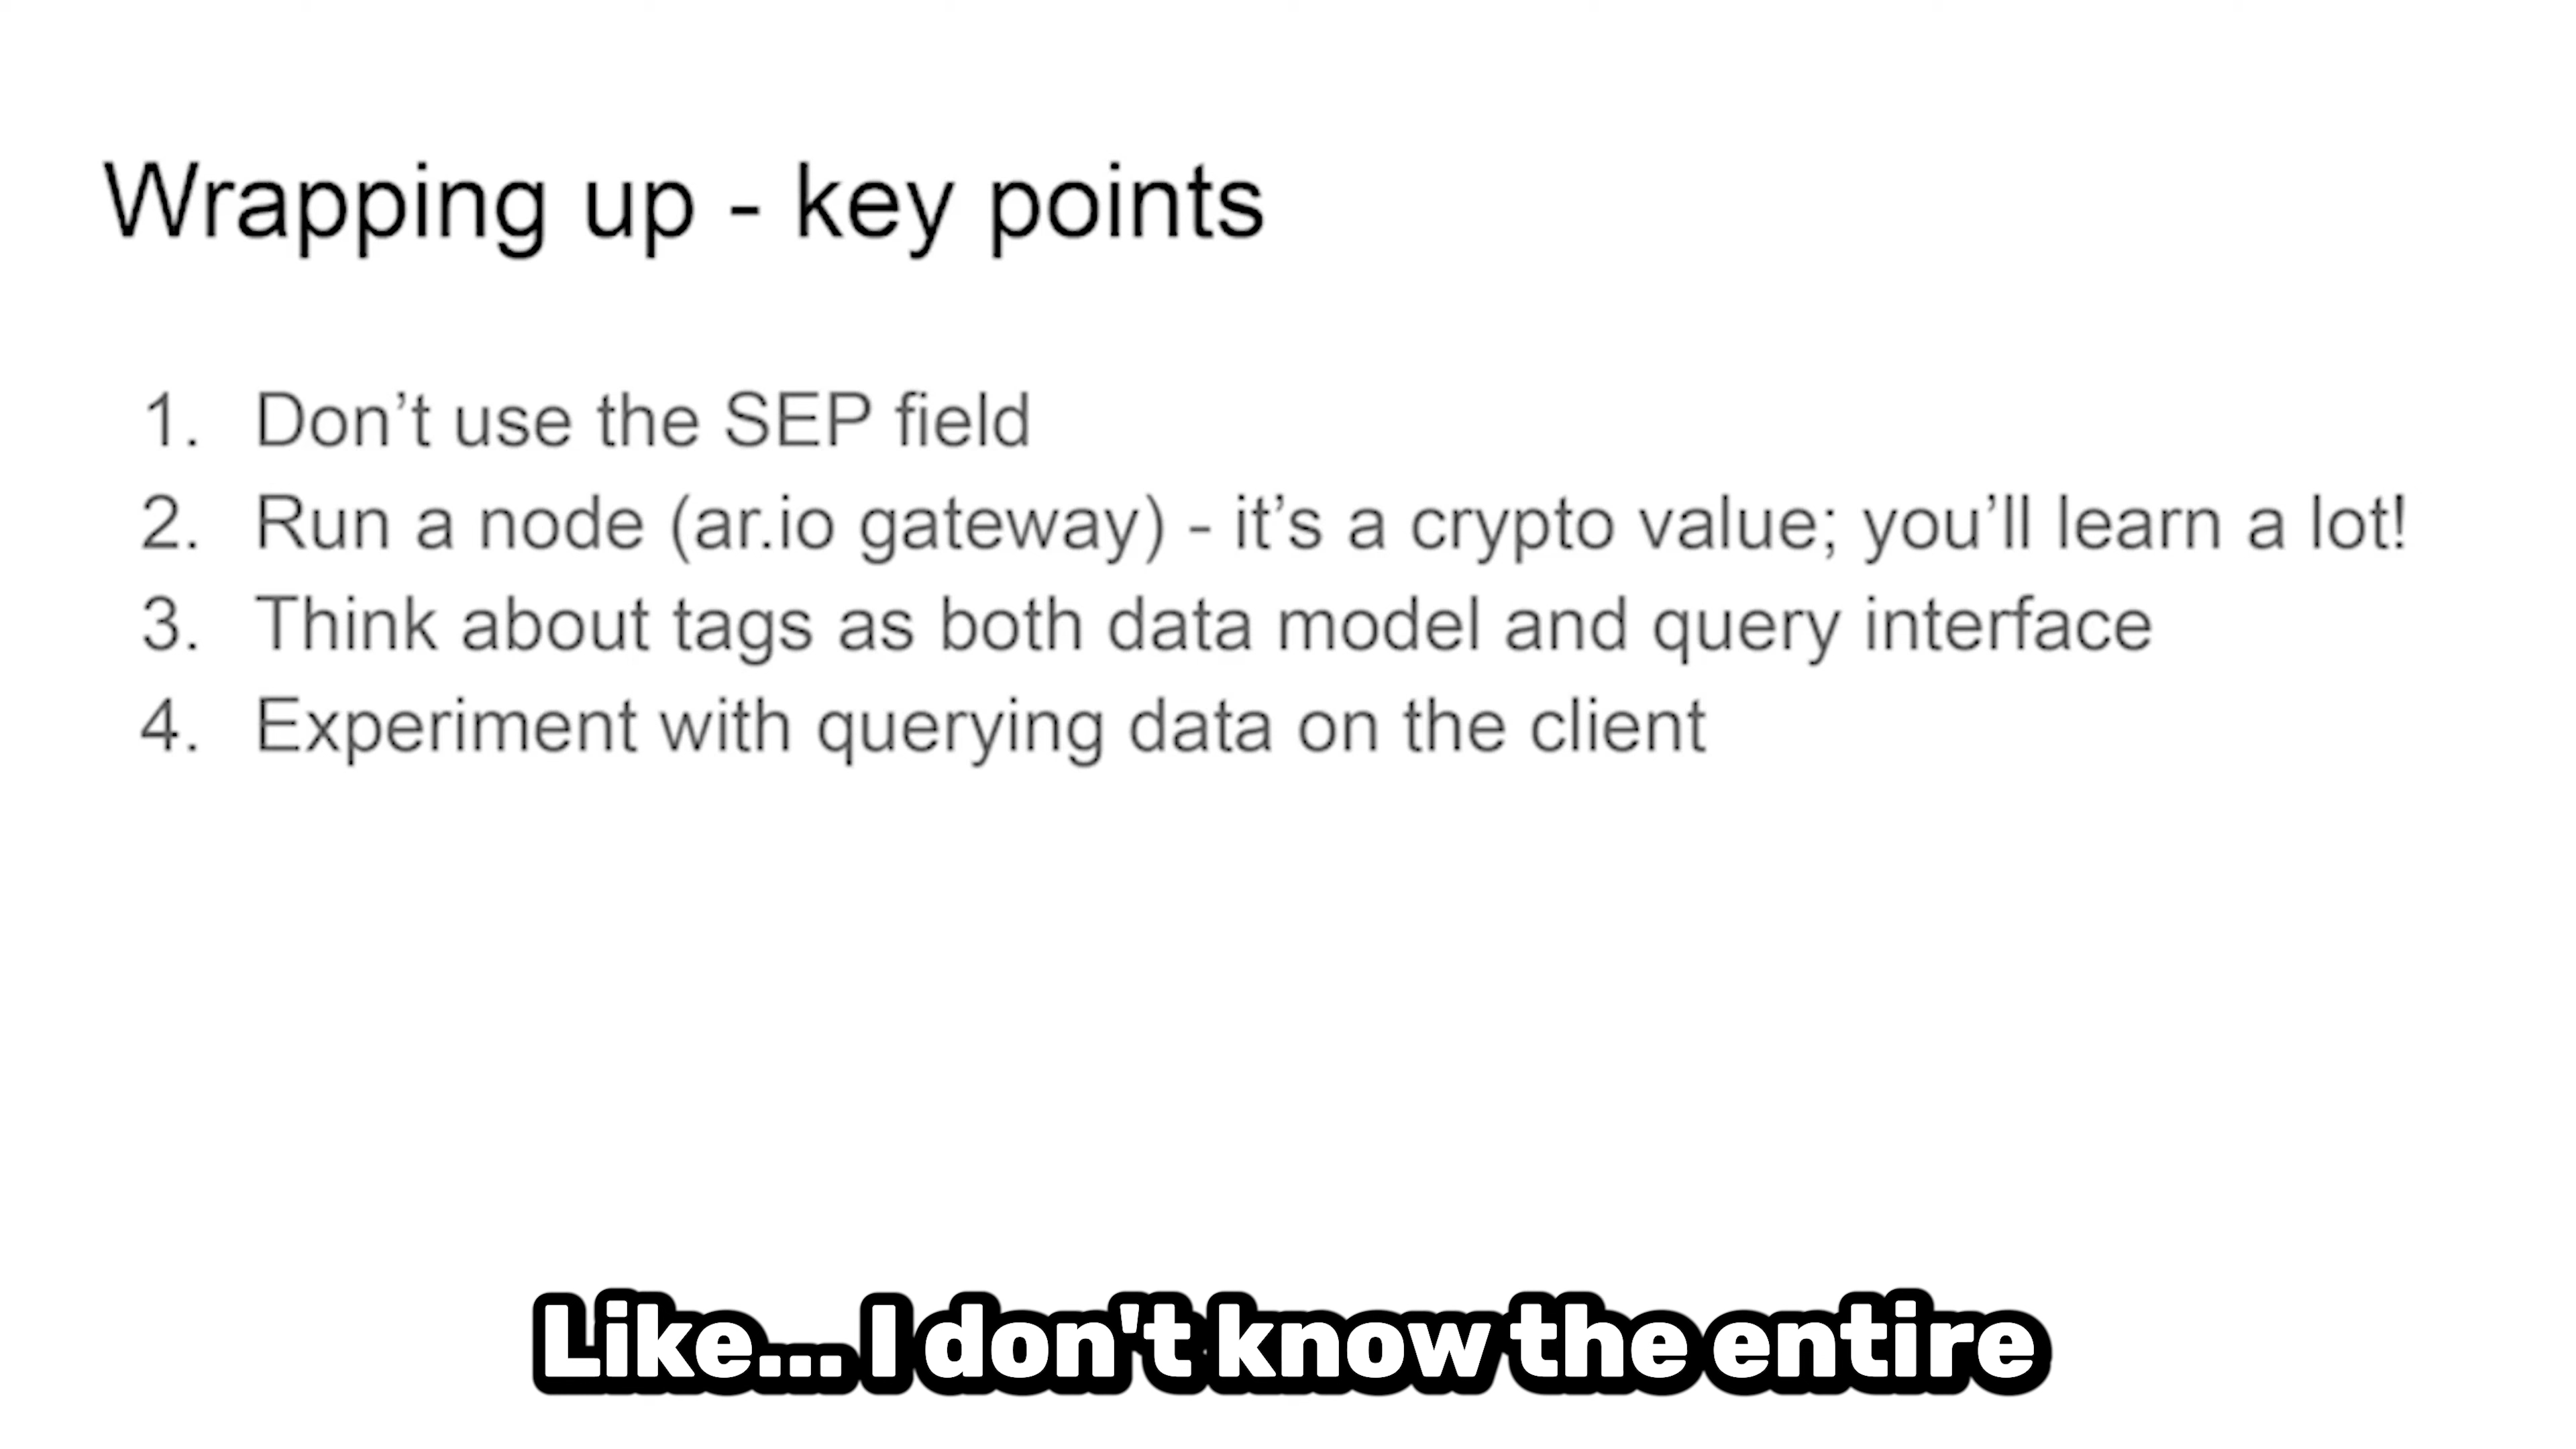 Wrapping up - key points
1. Don’t use the SEP field
2. Run a node (ar.io gateway) - it’s a crypto value; you’ll learn a lot!
3. Think about tags as both data model and query interface
4. Experiment with querying data on the client
Like... I don't know the entire